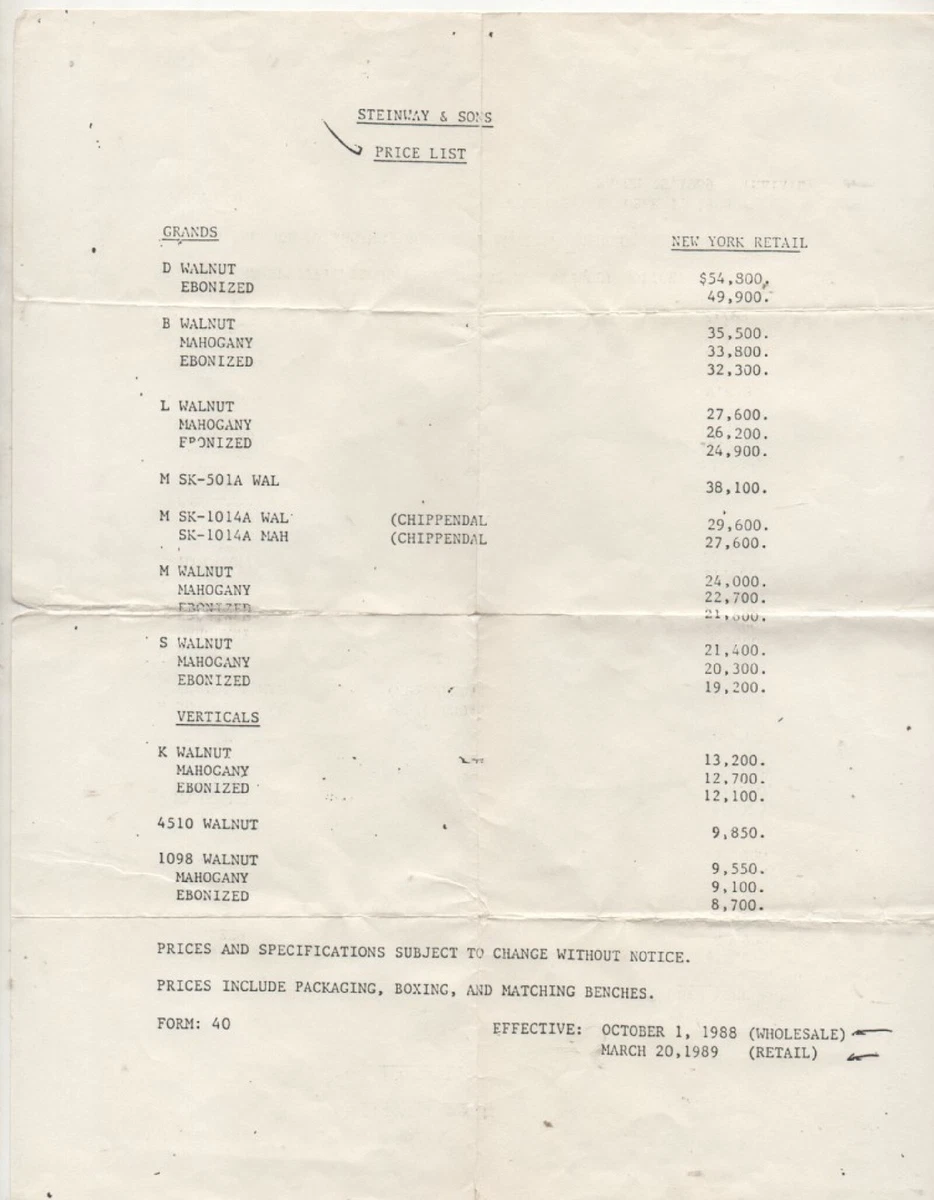 STEINWAY & SONS
PRICE LIST
GRANDS NEW YORK RETAIL
D WALNUT $54,800.
EBONIZED 49,900.
B WALNUT 35,500.
MAHOGANY 33,800.
EBONIZED 32,300.
L WALNUT 27,600.
MAHOGANY 26,200.
EBONIZED 24,900.
M SK-501A WAL 38,100.
M SK-1014A WAL (CHIPPENDAL 29,600.
SK-1014A MAH (CHIPPENDAL 27,600.
M WALNUT 24,000.
MAHOGANY 22,700.
EBONIZED
S WALNUT 21,400.
MAHOGANY 20,300.
EBONIZED 19,200.
VERTICALS
K WALNUT 13,200.
MAHOGANY 12,700.
EBONIZED 12,100.
4510 WALNUT 9,850.
1098 WALNUT 9,550.
MAHOGANY 9,100.
EBONIZED 8,700.
PRICES AND SPECIFICATIONS SUBJECT TO CHANGE WITHOUT NOTICE.
PRICES INCLUDE PACKAGING, BOXING, AND MATCHING BENCHES.
FORM: 40 EFFECTIVE: OCTOBER 1, 1988 (WHOLESALE)
MARCH 20,1989 (RETAIL)